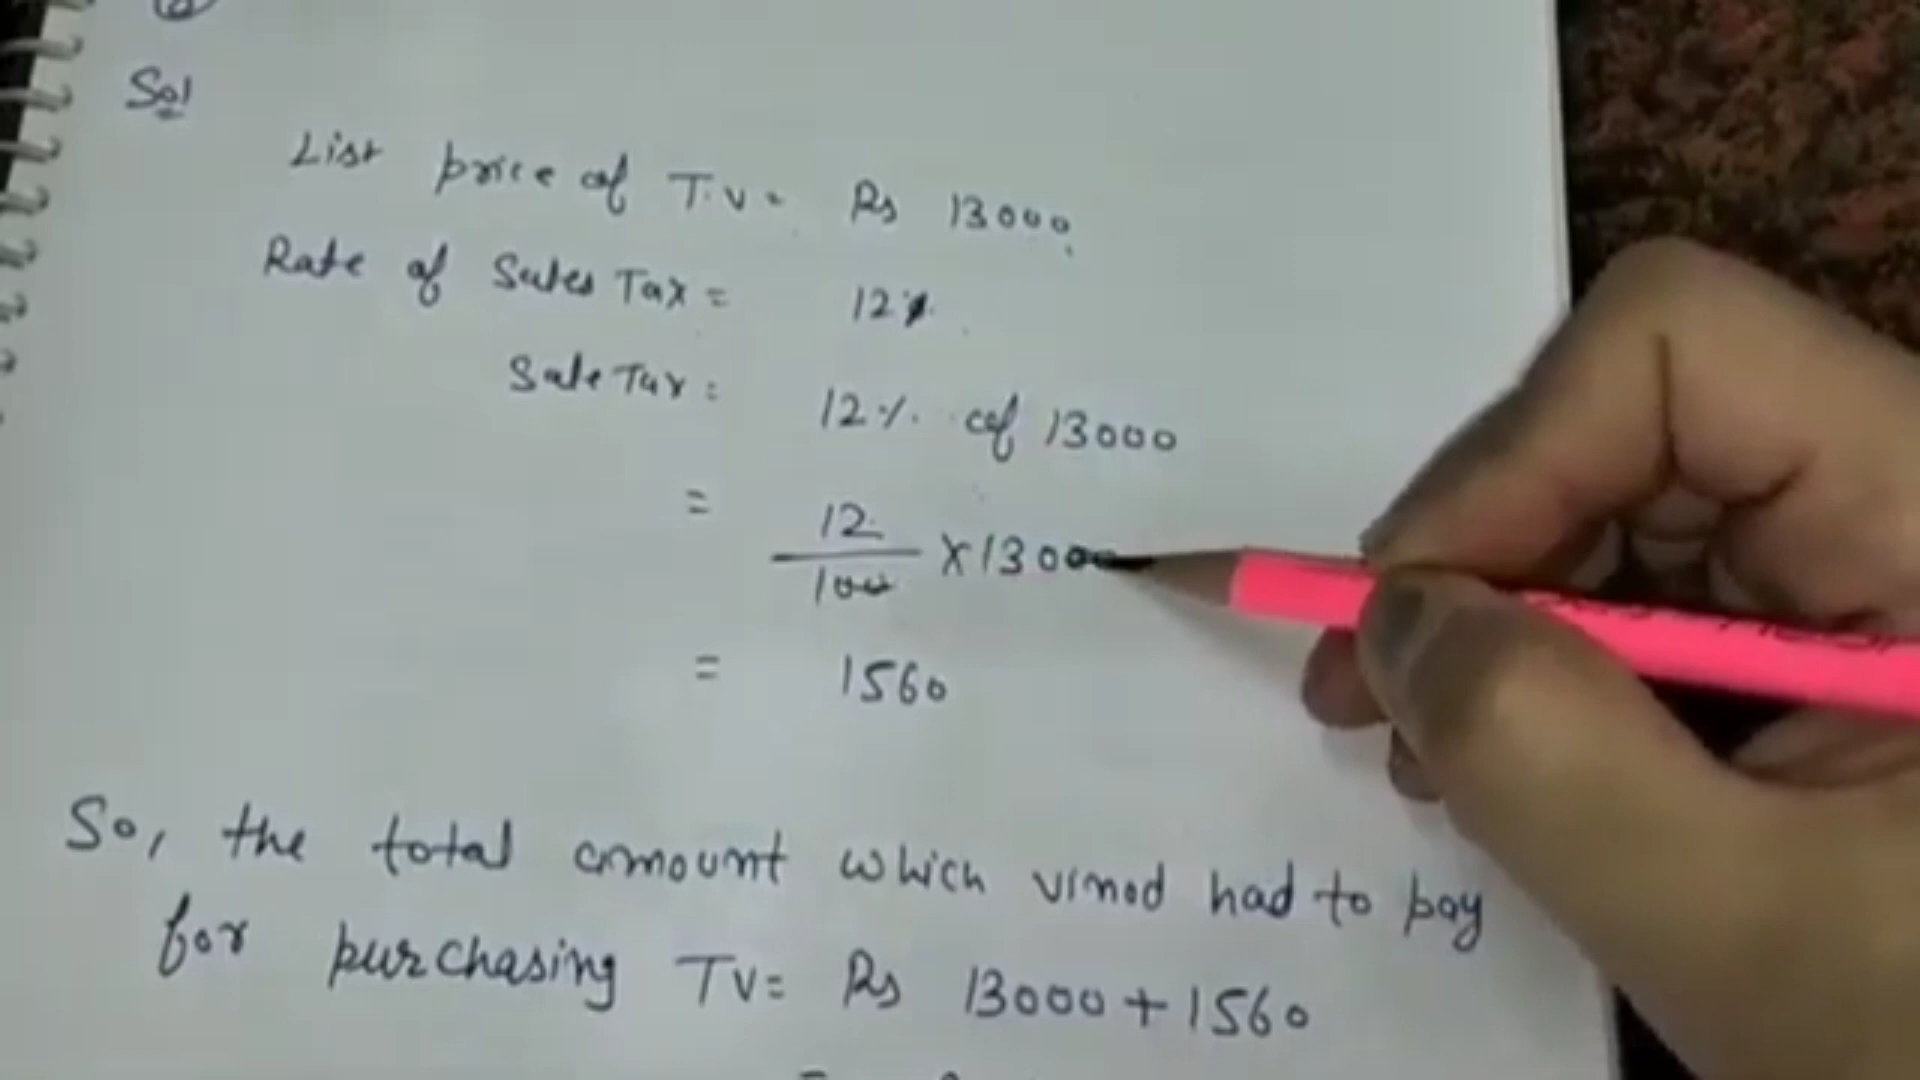 Sol
List price of T.V = Rs 13000
Rate of Sales Tax = 12%
Sale Tax = 12% of 13000
= 12/100 X 13000
= 1560
So, the total amount which vinod had to pay
for purchasing TV = Rs 13000 + 1560